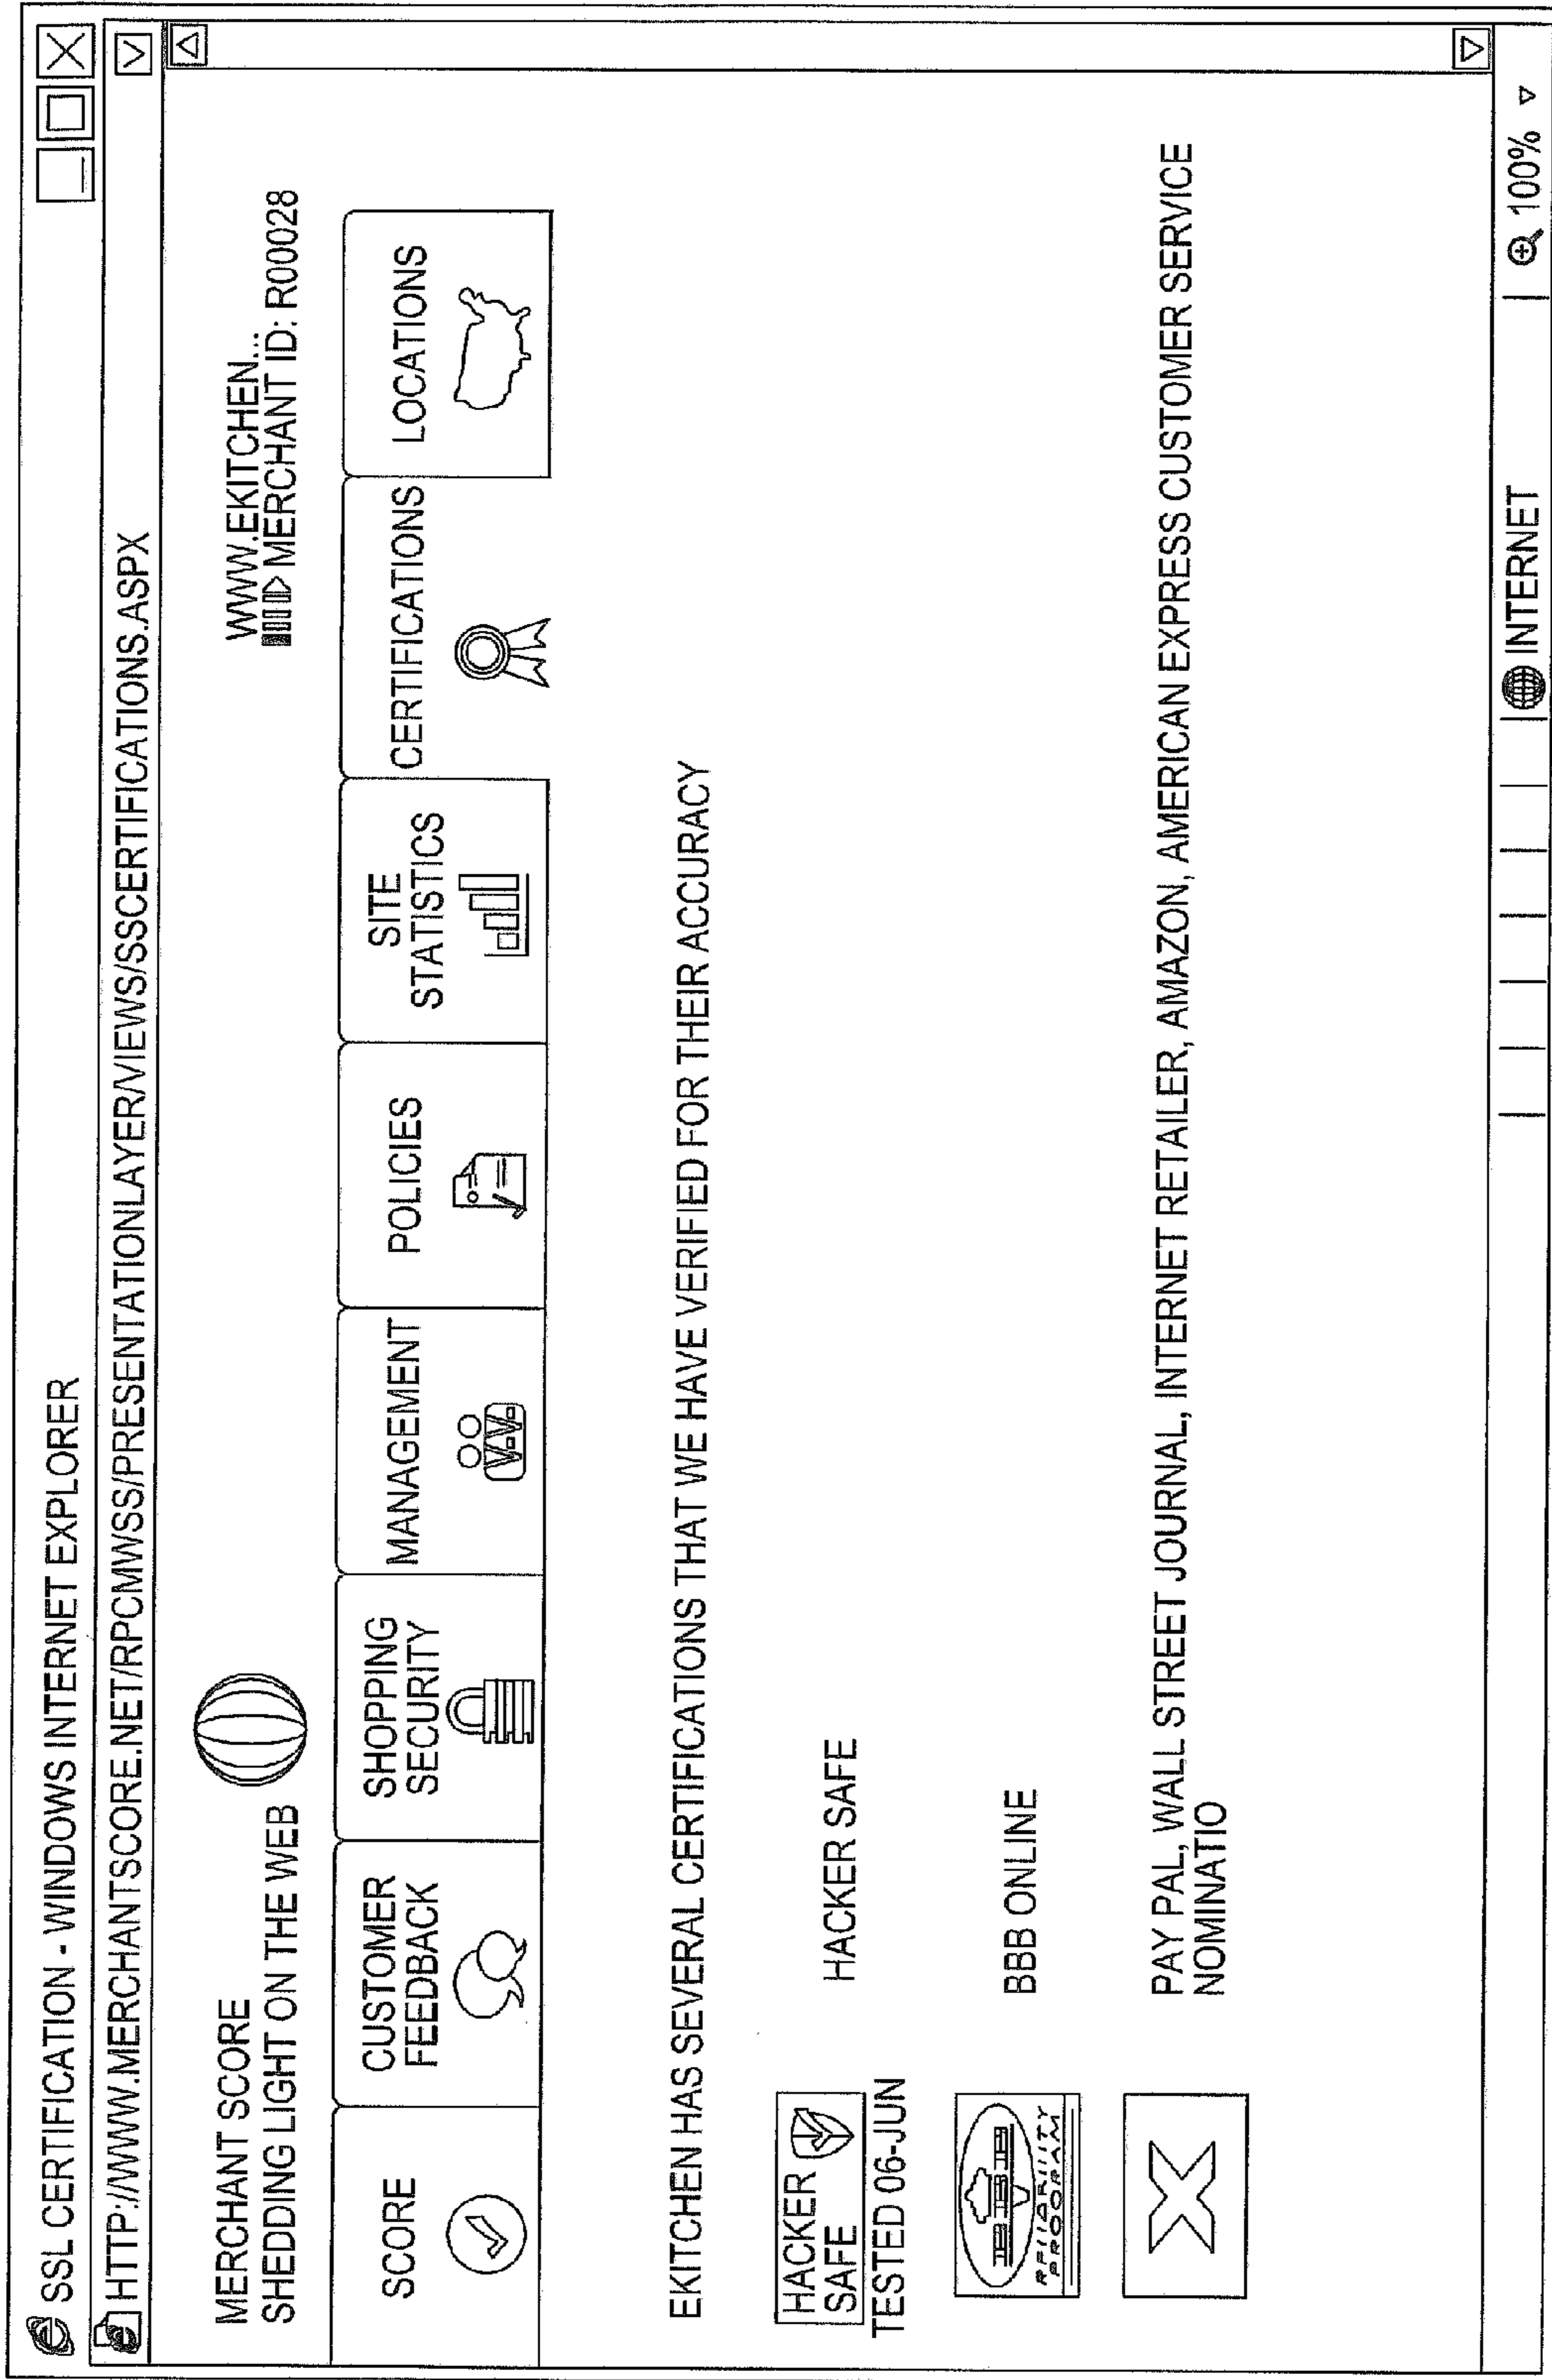 SSL CERTIFICATION - WINDOWS INTERNET EXPLORER
HTTP://WWW.MERCHANTSCORE.NET/RPCMWSS/PRESENTATIONLAYER/VIEWS/SSCERTIFICATIONS.ASPX
MERCHANT SCORE
SHEDDING LIGHT ON THE WEB
WWW.EKITCHEN...
MERCHANT ID: R00028
SCORE
CUSTOMER
FEEDBACK
SHOPPING
SECURITY
MANAGEMENT
POLICIES
SITE
STATISTICS
CERTIFICATIONS
LOCATIONS
EKITCHEN HAS SEVERAL CERTIFICATIONS THAT WE HAVE VERIFIED FOR THEIR ACCURACY
HACKER
SAFE
TESTED 06-JUN
HACKER SAFE
BBB
RELIABILITY
PROGRAM
BBB ONLINE
PAY PAL, WALL STREET JOURNAL, INTERNET RETAILER, AMAZON, AMERICAN EXPRESS CUSTOMER SERVICE
NOMINATIO
INTERNET
100%